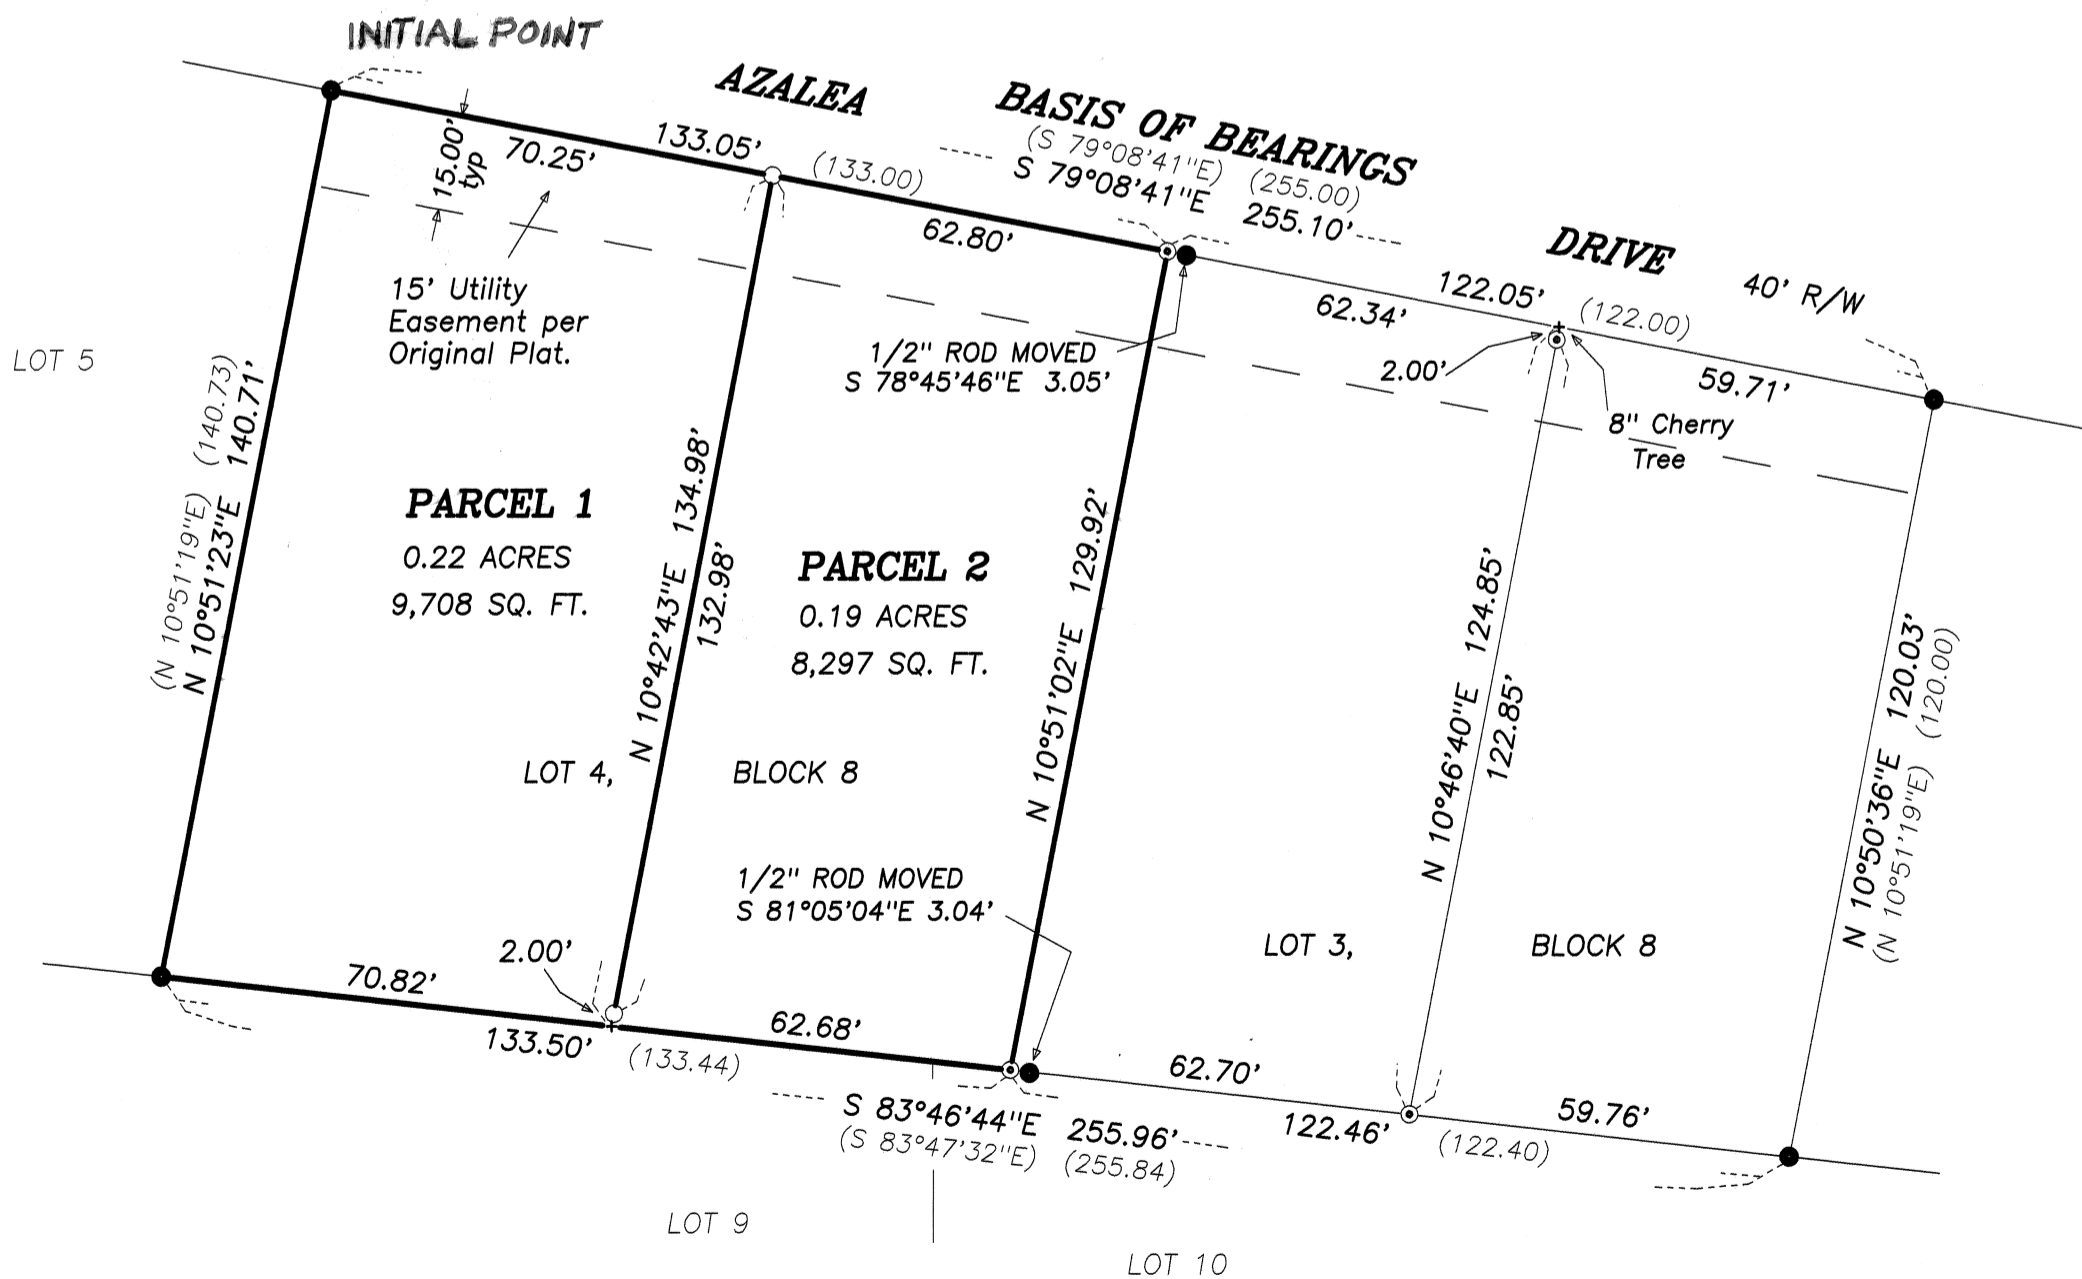 INITIAL POINT
AZALEA
BASIS OF BEARINGS
(S 79°08'41"E) (255.00)
S 79°08'41"E 255.10'
DRIVE
40' R/W
15.00'
typ
70.25'
133.05'
(133.00)
62.80'
62.34'
122.05'
(122.00)
59.71'
2.00'
8" Cherry
Tree
15' Utility
Easement per
Original Plat.
1/2" ROD MOVED
S 78°45'46"E 3.05'
LOT 5
(N 10°51'19"E) (140.73)
N 10°51'23"E 140.71'
PARCEL 1
0.22 ACRES
9,708 SQ. FT.
N 10°42'43"E 134.98'
132.98'
PARCEL 2
0.19 ACRES
8,297 SQ. FT.
N 10°51'02"E 129.92'
N 10°46'40"E 124.85'
122.85'
N 10°50'36"E 120.03'
(N 10°51'19"E) (120.00)
LOT 4,
BLOCK 8
1/2" ROD MOVED
S 81°05'04"E 3.04'
LOT 3,
BLOCK 8
2.00'
70.82'
133.50'
(133.44)
62.68'
62.70'
122.46'
(122.40)
59.76'
S 83°46'44"E 255.96'
(S 83°47'32"E) (255.84)
LOT 9
LOT 10